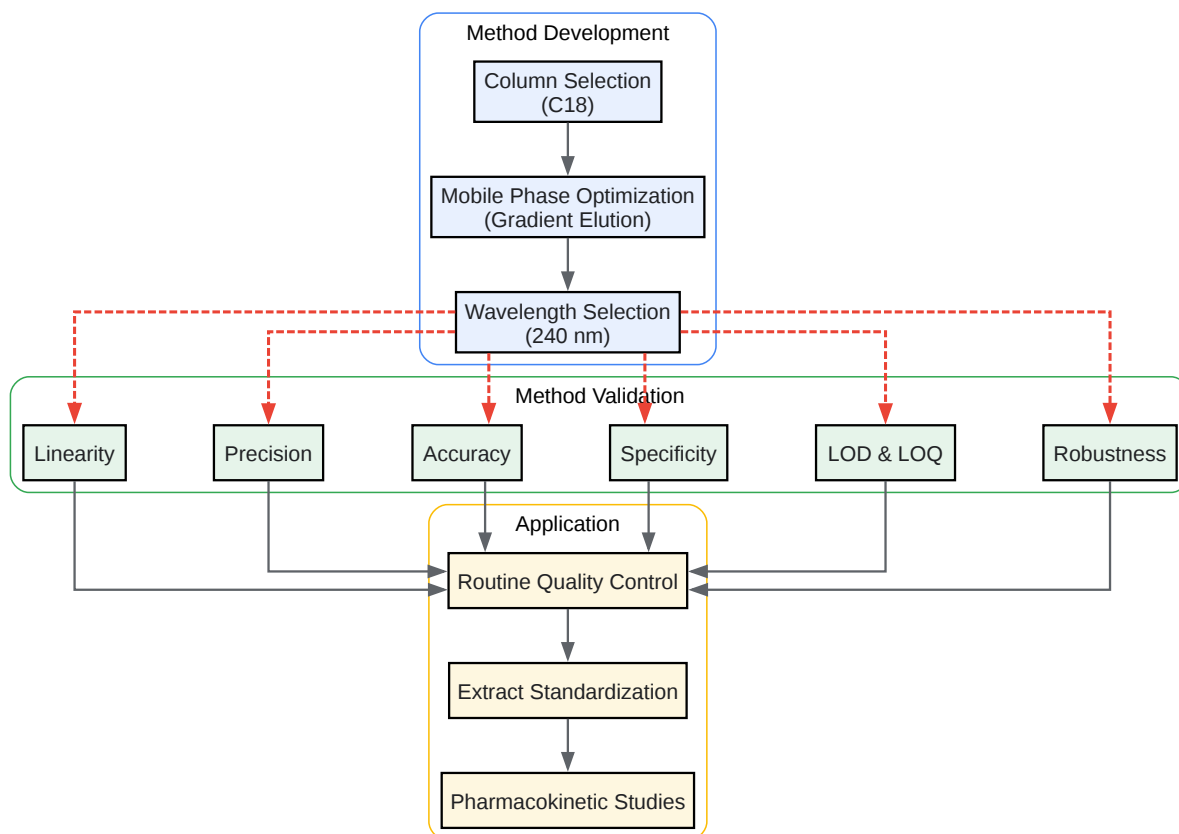 Method Development
Column Selection
(C18)
Mobile Phase Optimization
(Gradient Elution)
Wavelength Selection
(240 nm)
Method Validation
Linearity
Precision
Accuracy
Specificity
LOD & LOQ
Robustness
Application
Routine Quality Control
Extract Standardization
Pharmacokinetic Studies